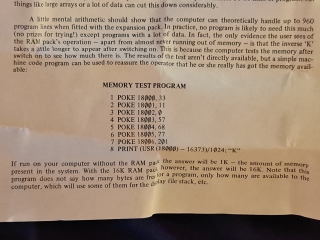 things like large arrays or a lot of data can cut this down considerably.
A little mental arithmetic should show that the computer can theoretically handle up to 960
program lines when fitted with the expansion pack. In practice, no program is likely to need this much
(no prize for trying!) except programs with a lot of data. In fact, the only evidence the user sees of
the RAM pack's operation – apart from almost never running out of memory – is that the inverse 'K'
takes a little longer to appear after switching on. This is because the computer tests the memory after
switch on to see how much there is. The results of the test aren't directly available, but a simple mac-
hine code program can be used to reassure the operator that he or she really has got the memory avail-
able:
MEMORY TEST PROGRAM
1 POKE 18000, 33
2 POKE 18001, 11
3 POKE 18002, 0
4 POKE 18003, 57
5 POKE 18004, 68
6 POKE 18005, 77
7 POKE 18006, 201
8 PRINT (USR (18000) – 16373)/1024; "K"
If run on your computer without the RAM pack the answer will be 1K – the amount of memory
present in the system. With the 16K RAM pack however, the answer will be 16K. Note that this
program does not say how many bytes are free for a program, only how many are available to the
computer, which will use some of them for the display file stack, etc.